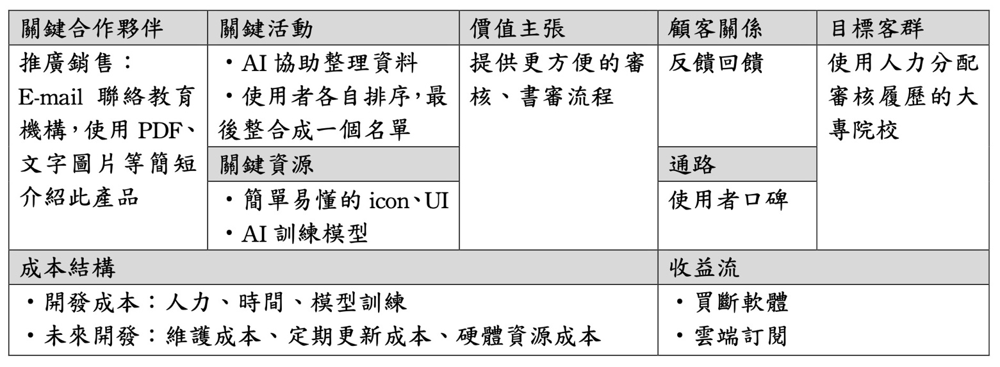 關鍵合作夥伴
推廣銷售：
E-mail 聯絡教育
機構，使用 PDF、
文字圖片等簡短
介紹此產品
關鍵活動
・AI 協助整理資料
・使用者各自排序，最
後整合成一個名單
關鍵資源
・簡單易懂的 icon、UI
・AI 訓練模型
價值主張
提供更方便的審
核、書審流程
顧客關係
反饋回饋
通路
使用者口碑
目標客群
使用人力分配
審核履歷的大
專院校
成本結構
・開發成本：人力、時間、模型訓練
・未來開發：維護成本、定期更新成本、硬體資源成本
收益流
・買斷軟體
・雲端訂閱